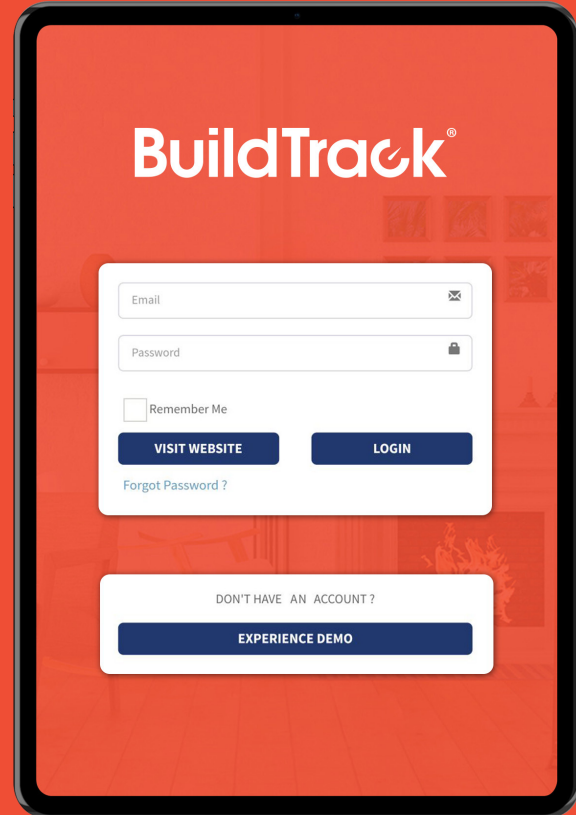 BuildTrack®
Email
Password
Remember Me
VISIT WEBSITE
LOGIN
Forgot Password ?
DON'T HAVE AN ACCOUNT ?
EXPERIENCE DEMO